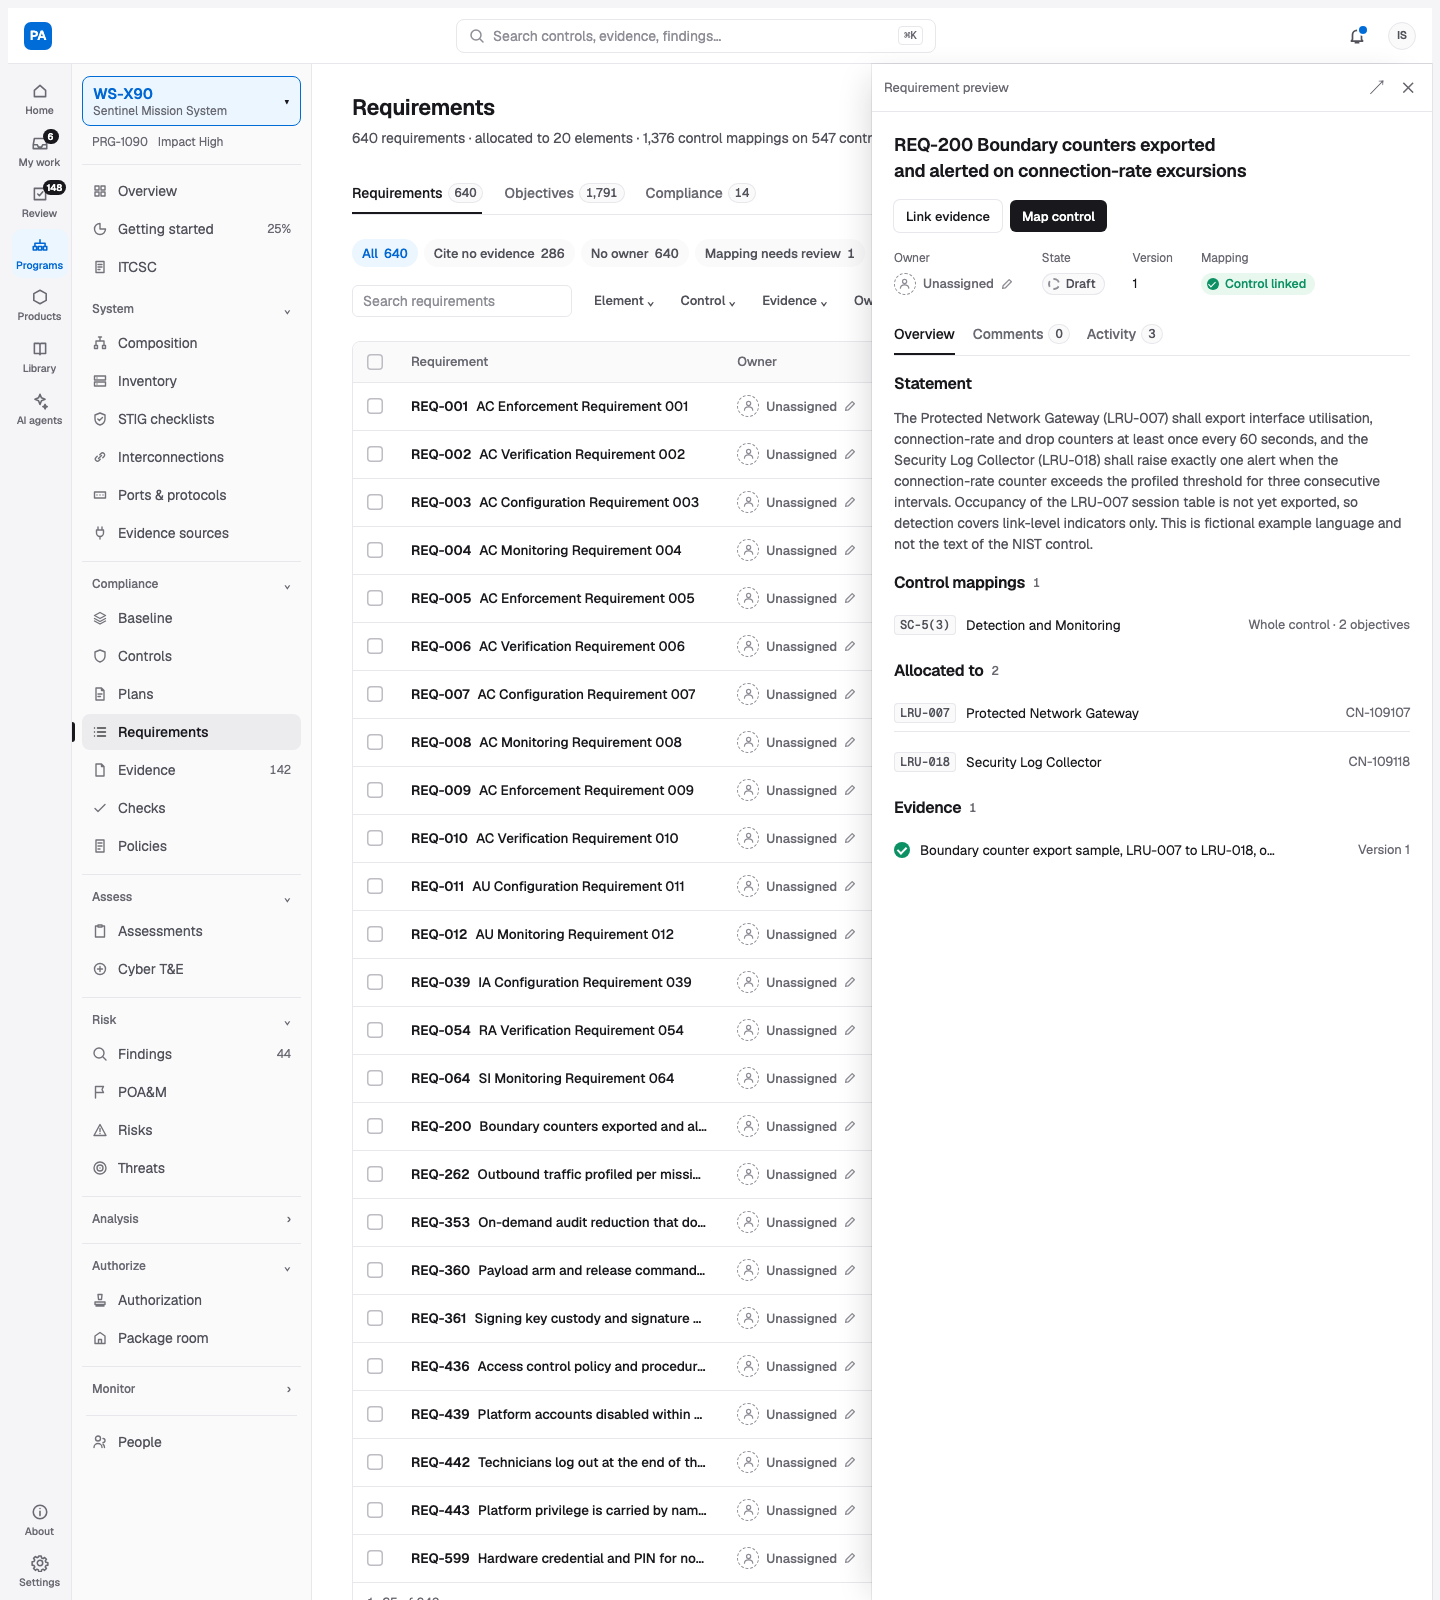 PA
Search controls, evidence, findings...
⌘K
IS
Home
6
My work
148
Review
Programs
Products
Library
AI agents
About
Settings
WS-X90
Sentinel Mission System
PRG-1090 Impact High
Overview
Getting started 25%
ITCSC
System
Composition
Inventory
STIG checklists
Interconnections
Ports & protocols
Evidence sources
Compliance
Baseline
Controls
Plans
Requirements
Evidence 142
Checks
Policies
Assess
Assessments
Cyber T&E
Risk
Findings 44
POA&M
Risks
Threats
Analysis
Authorize
Authorization
Package room
Monitor
People
Requirements
640 requirements · allocated to 20 elements · 1,376 control mappings on 547 contr
Requirements 640 Objectives 1,791 Compliance 14
All 640 Cite no evidence 286 No owner 640 Mapping needs review 1
Search requirements Element Control Evidence Ow
Requirement Owner
REQ-001 AC Enforcement Requirement 001 Unassigned
REQ-002 AC Verification Requirement 002 Unassigned
REQ-003 AC Configuration Requirement 003 Unassigned
REQ-004 AC Monitoring Requirement 004 Unassigned
REQ-005 AC Enforcement Requirement 005 Unassigned
REQ-006 AC Verification Requirement 006 Unassigned
REQ-007 AC Configuration Requirement 007 Unassigned
REQ-008 AC Monitoring Requirement 008 Unassigned
REQ-009 AC Enforcement Requirement 009 Unassigned
REQ-010 AC Verification Requirement 010 Unassigned
REQ-011 AU Configuration Requirement 011 Unassigned
REQ-012 AU Monitoring Requirement 012 Unassigned
REQ-039 IA Configuration Requirement 039 Unassigned
REQ-054 RA Verification Requirement 054 Unassigned
REQ-064 SI Monitoring Requirement 064 Unassigned
REQ-200 Boundary counters exported and al... Unassigned
REQ-262 Outbound traffic profiled per missi... Unassigned
REQ-353 On-demand audit reduction that do... Unassigned
REQ-360 Payload arm and release command... Unassigned
REQ-361 Signing key custody and signature ... Unassigned
REQ-436 Access control policy and procedur... Unassigned
REQ-439 Platform accounts disabled within ... Unassigned
REQ-442 Technicians log out at the end of th... Unassigned
REQ-443 Platform privilege is carried by nam... Unassigned
REQ-599 Hardware credential and PIN for no... Unassigned
Requirement preview
REQ-200 Boundary counters exported
and alerted on connection-rate excursions
Link evidence Map control
Owner State Version Mapping
Unassigned Draft 1 Control linked
Overview Comments 0 Activity 3
Statement
The Protected Network Gateway (LRU-007) shall export interface utilisation,
connection-rate and drop counters at least once every 60 seconds, and the
Security Log Collector (LRU-018) shall raise exactly one alert when the
connection-rate counter exceeds the profiled threshold for three consecutive
intervals. Occupancy of the LRU-007 session table is not yet exported, so
detection covers link-level indicators only. This is fictional example language and
not the text of the NIST control.
Control mappings 1
SC-5(3) Detection and Monitoring Whole control · 2 objectives
Allocated to 2
LRU-007 Protected Network Gateway CN-109107
LRU-018 Security Log Collector CN-109118
Evidence 1
Boundary counter export sample, LRU-007 to LRU-018, o... Version 1